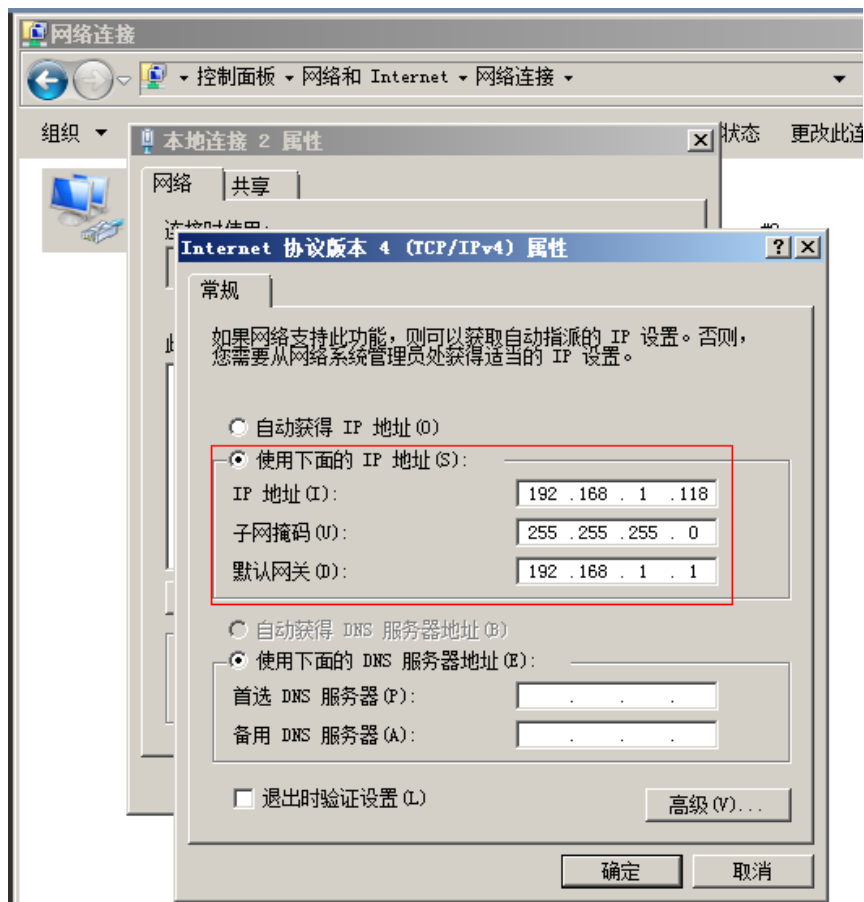 网络连接
控制面板 网络和 Internet 网络连接
组织
状态 更改此连
本地连接 2 属性
网络 共享
连接时使用:
Internet 协议版本 4 (TCP/IPv4) 属性
常规
如果网络支持此功能，则可以获取自动指派的 IP 设置。否则，
您需要从网络系统管理员处获得适当的 IP 设置。
自动获得 IP 地址(O)
使用下面的 IP 地址(S):
IP 地址(I): 192 .168 . 1 .118
子网掩码(U): 255 .255 .255 . 0
默认网关(D): 192 .168 . 1 . 1
自动获得 DNS 服务器地址(B)
使用下面的 DNS 服务器地址(E):
首选 DNS 服务器(P): . . .
备用 DNS 服务器(A): . . .
退出时验证设置(L)
高级(V)...
确定 取消